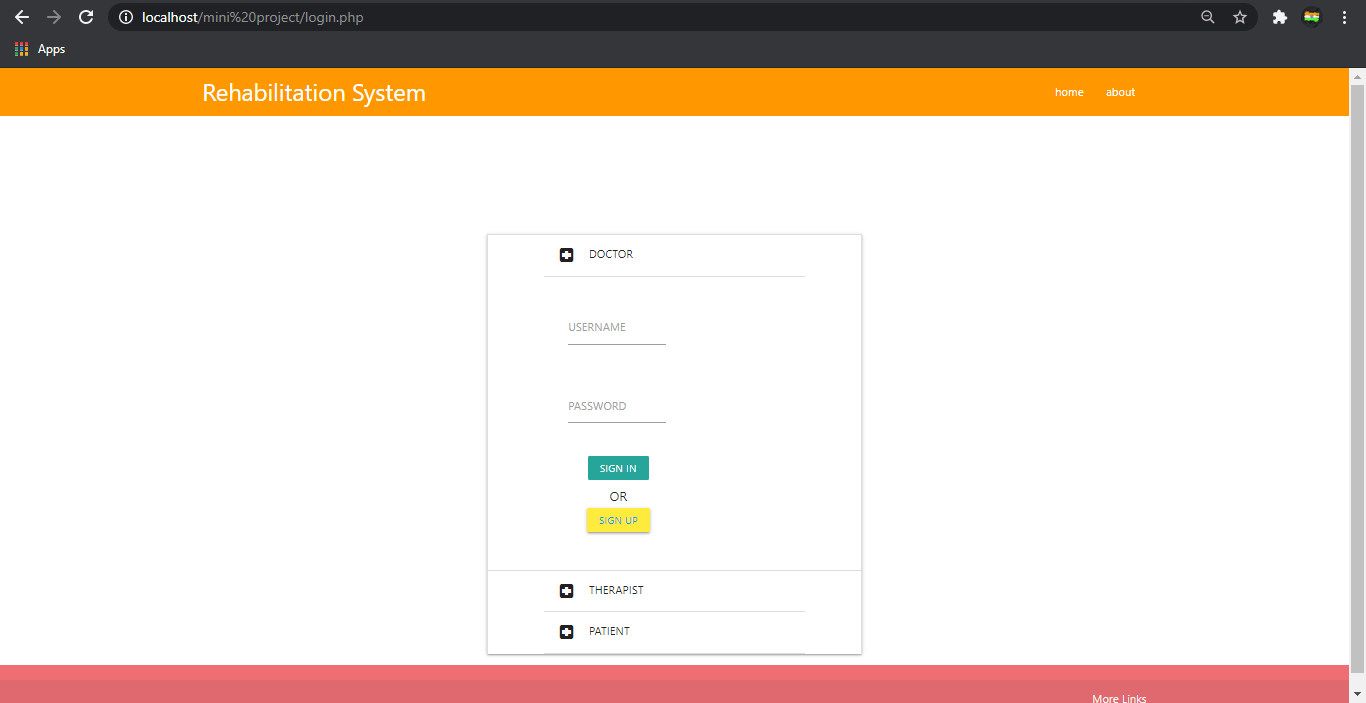 localhost/mini%20project/login.php
Apps
Rehabilitation System
home about
DOCTOR
USERNAME
PASSWORD
SIGN IN
OR
SIGN UP
THERAPIST
PATIENT
More Links